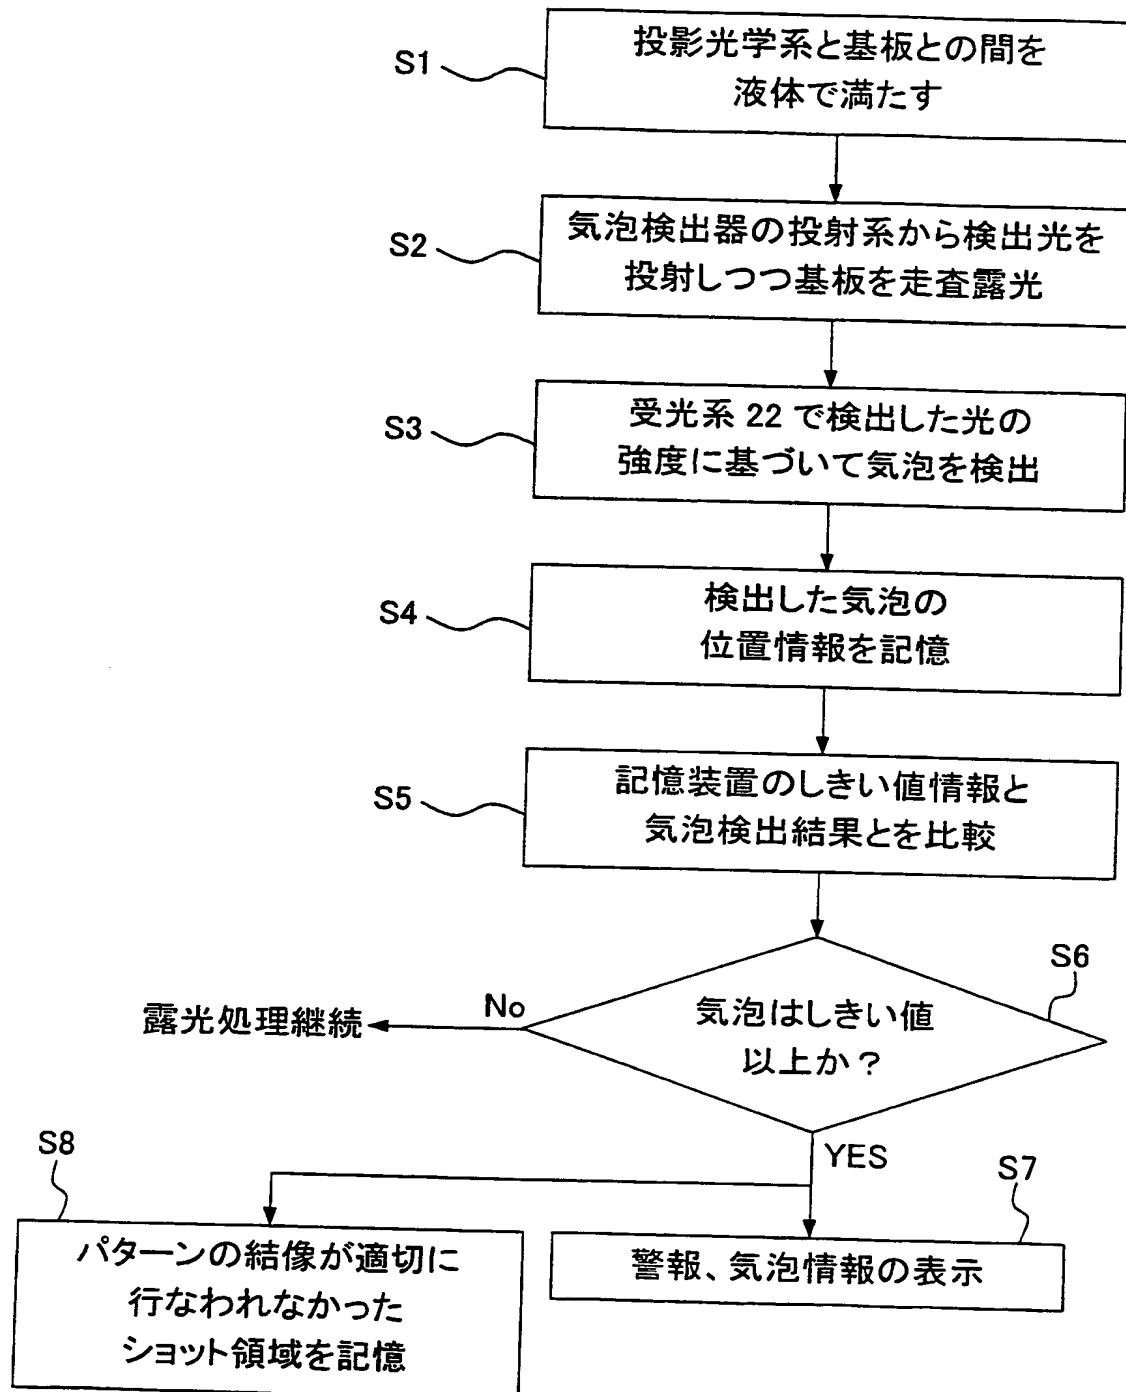 S1
投影光学系と基板との間を
液体で満たす
S2
気泡検出器の投射系から検出光を
投射しつつ基板を走査露光
S3
受光系 22 で検出した光の
強度に基づいて気泡を検出
S4
検出した気泡の
位置情報を記憶
S5
記憶装置のしきい値情報と
気泡検出結果とを比較
S6
気泡はしきい値
以上か?
No
露光処理継続
YES
S8
パターンの結像が適切に
行なわれなかった
ショット領域を記憶
S7
警報、気泡情報の表示